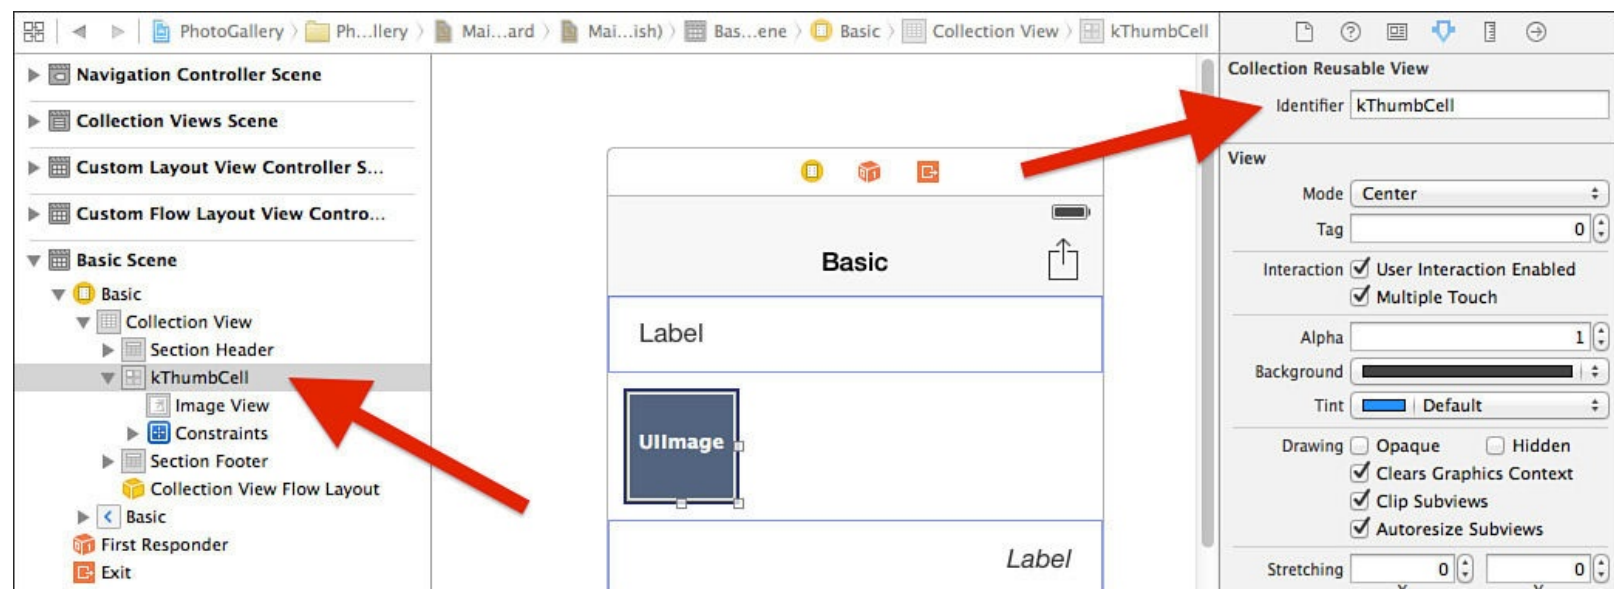 PhotoGallery Ph...llery Mai...ard Mai...ish) Bas...ene Basic Collection View kThumbCell
Navigation Controller Scene
Collection Views Scene
Custom Layout View Controller S...
Custom Flow Layout View Contro...
Basic Scene
Basic
Collection View
Section Header
kThumbCell
Image View
Constraints
Section Footer
Collection View Flow Layout
Basic
First Responder
Exit
Basic
Label
UIImage
Label
Collection Reusable View
Identifier kThumbCell
View
Mode Center
Tag 0
Interaction User Interaction Enabled
Multiple Touch
Alpha 1
Background
Tint Default
Drawing Opaque Hidden
Clears Graphics Context
Clip Subviews
Autoresize Subviews
Stretching 0 0